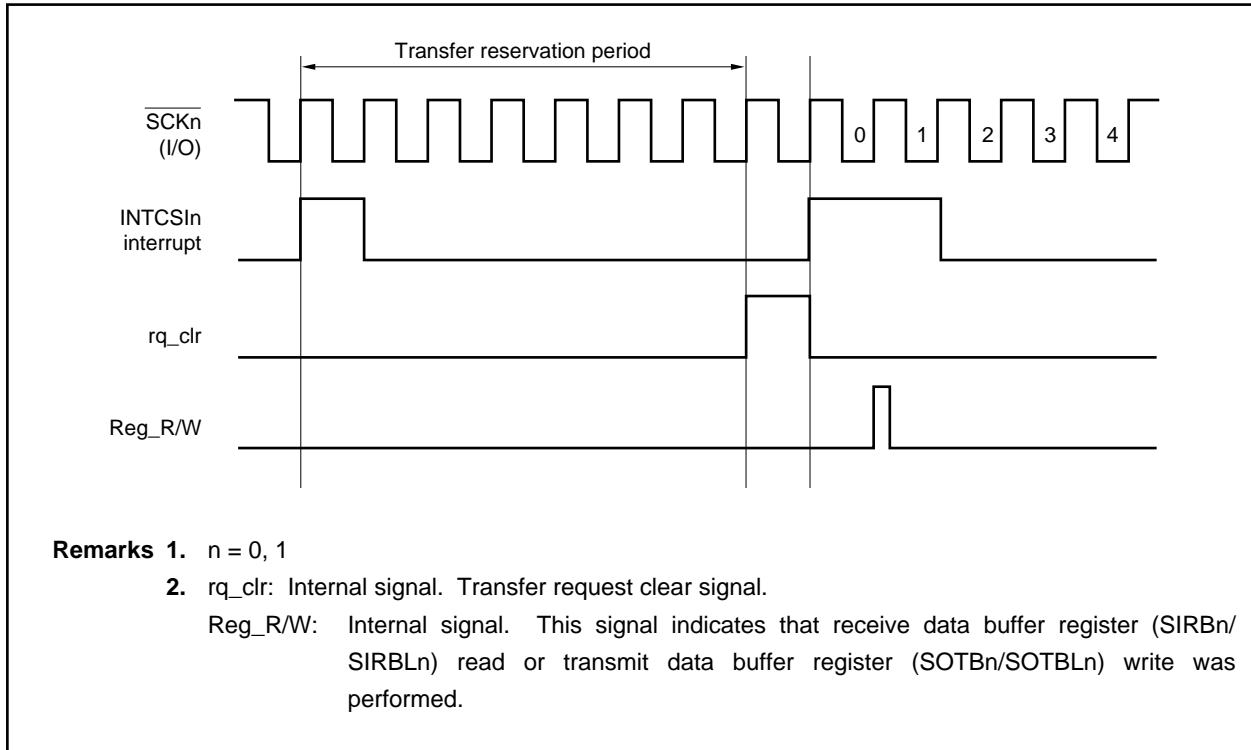 Transfer reservation period
SCKn
(I/O)
0 1 2 3 4
INTCSIn
interrupt
rq_clr
Reg_R/W
Remarks 1. n = 0, 1
2. rq_clr: Internal signal. Transfer request clear signal.
Reg_R/W: Internal signal. This signal indicates that receive data buffer register (SIRBn/
SIRBLn) read or transmit data buffer register (SOTBn/SOTBLn) write was
performed.